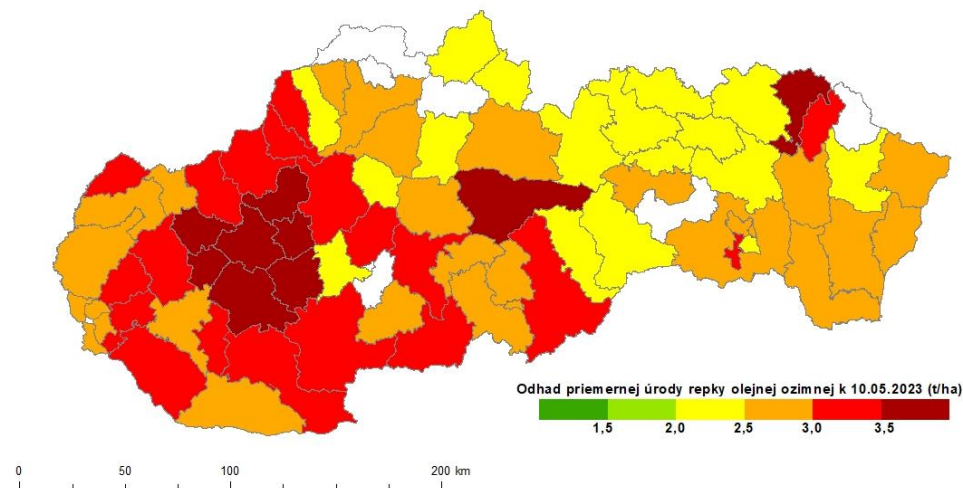 Odhad priemernej úrody repky olejnej ozimnej k 10.05.2023 (t/ha)
1,5 2,0 2,5 3,0 3,5
0 50 100 200 km